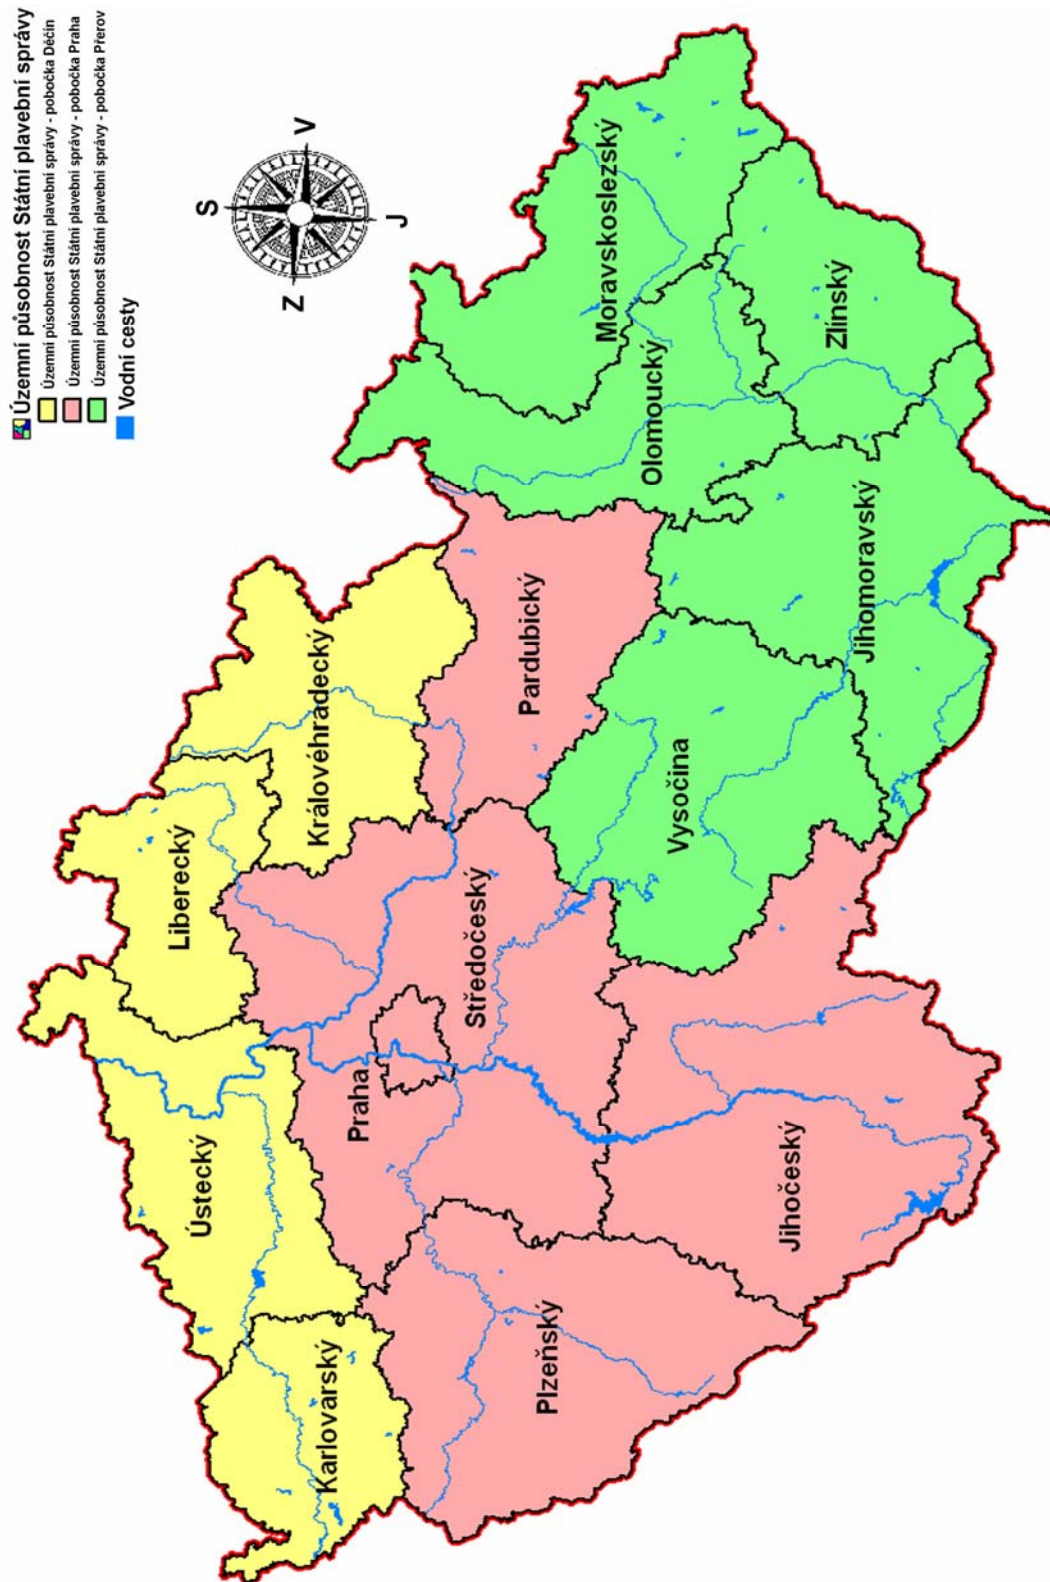 Územní působnost Státní plavební správy
Územní působnost Státní plavební správy - pobočka Děčín
Územní působnost Státní plavební správy - pobočka Praha
Územní působnost Státní plavební správy - pobočka Přerov
Vodní cesty
S
Z
V
J
Ústecký
Liberecký
Karlovarský
Královéhradecký
Praha
Středočeský
Pardubický
Plzeňský
Moravskoslezský
Olomoucký
Vysočina
Jihočeský
Jihomoravský
Zlínský